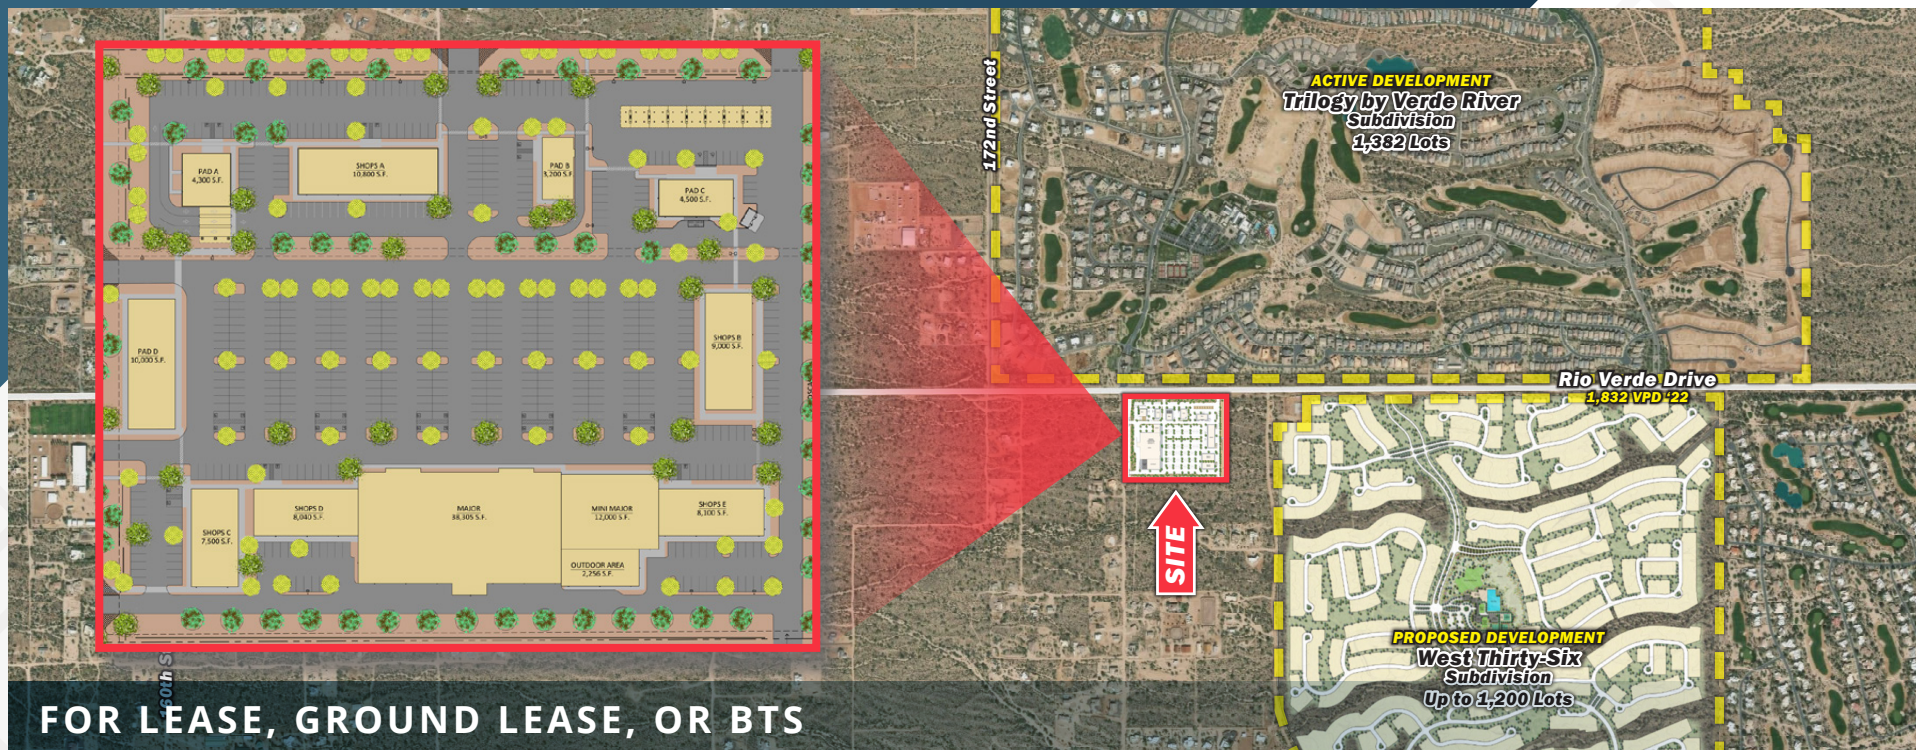 PAD A
4,300 S.F.
SHOPS A
10,800 S.F.
PAD B
3,200 S.F.
PAD C
4,500 S.F.
PAD D
10,000 S.F.
SHOPS B
9,000 S.F.
SHOPS C
7,500 S.F.
SHOPS D
8,040 S.F.
MAJOR
38,305 S.F.
MINI MAJOR
12,000 S.F.
SHOPS E
8,100 S.F.
OUTDOOR AREA
2,256 S.F.
172nd Street
ACTIVE DEVELOPMENT
Trilogy by Verde River
Subdivision
1,382 Lots
Rio Verde Drive
1,832 VPD '22
SITE
PROPOSED DEVELOPMENT
West Thirty-Six
Subdivision
Up to 1,200 Lots
160th S
FOR LEASE, GROUND LEASE, OR BTS